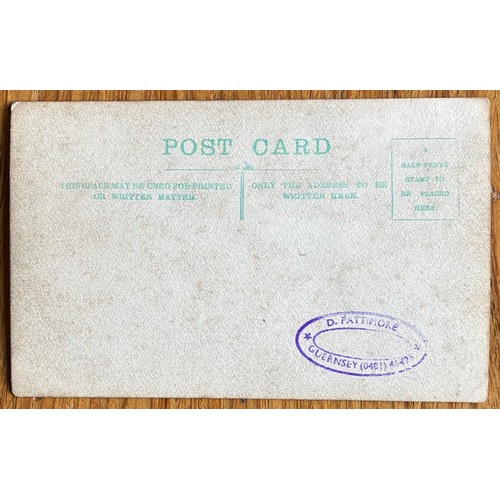 POST CARD
THIS SPACE MAY BE USED FOR PRINTED
OR WRITTEN MATTER.
ONLY THE ADDRESS TO BE
WRITTEN HERE.
A
HALF-PENNY
STAMP TO
BE PLACED
HERE.
D. PATTIMORE
GUERNSEY (0481)